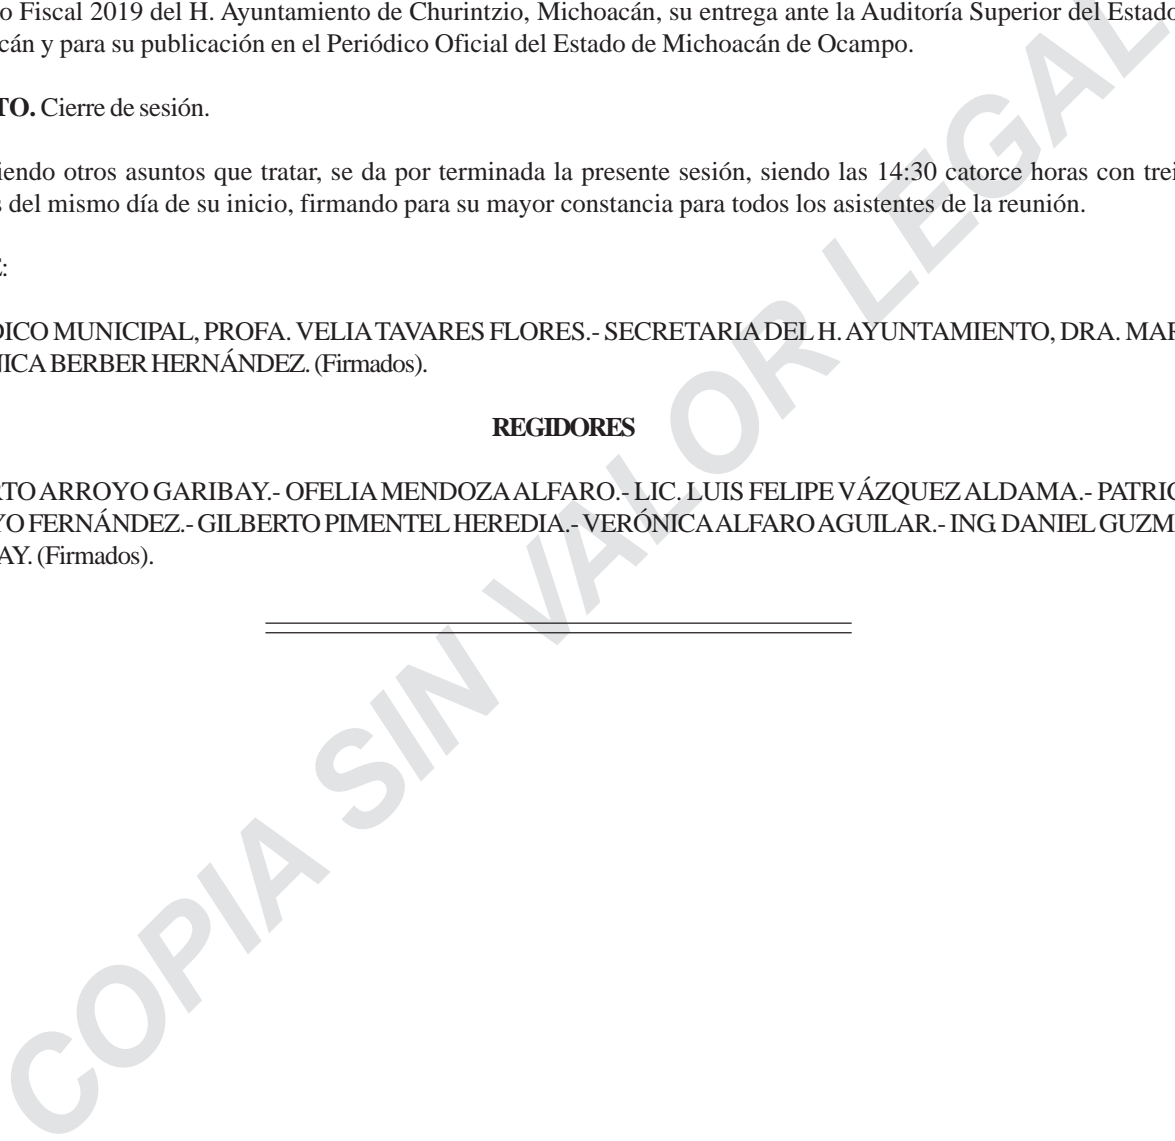 o Fiscal 2019 del H. Ayuntamiento de Churintzio, Michoacán, su entrega ante la Auditoría Superior del Estado
cán y para su publicación en el Periódico Oficial del Estado de Michoacán de Ocampo.
TO. Cierre de sesión.
iendo otros asuntos que tratar, se da por terminada la presente sesión, siendo las 14:30 catorce horas con trei
s del mismo día de su inicio, firmando para su mayor constancia para todos los asistentes de la reunión.
E:
DICO MUNICIPAL, PROFA. VELIA TAVARES FLORES.- SECRETARIA DEL H. AYUNTAMIENTO, DRA. MAR
NICA BERBER HERNÁNDEZ. (Firmados).
REGIDORES
RTO ARROYO GARIBAY.- OFELIA MENDOZA ALFARO.- LIC. LUIS FELIPE VÁZQUEZ ALDAMA.- PATRIC
YO FERNÁNDEZ.- GILBERTO PIMENTEL HEREDIA.- VERÓNICA ALFARO AGUILAR.- ING. DANIEL GUZM
AY. (Firmados).
COPIA SIN VALOR LEGAL